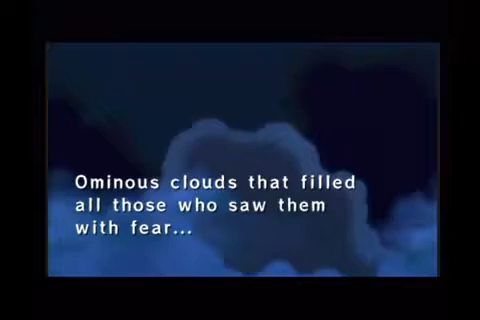 Ominous clouds that filled
all those who saw them
with fear...